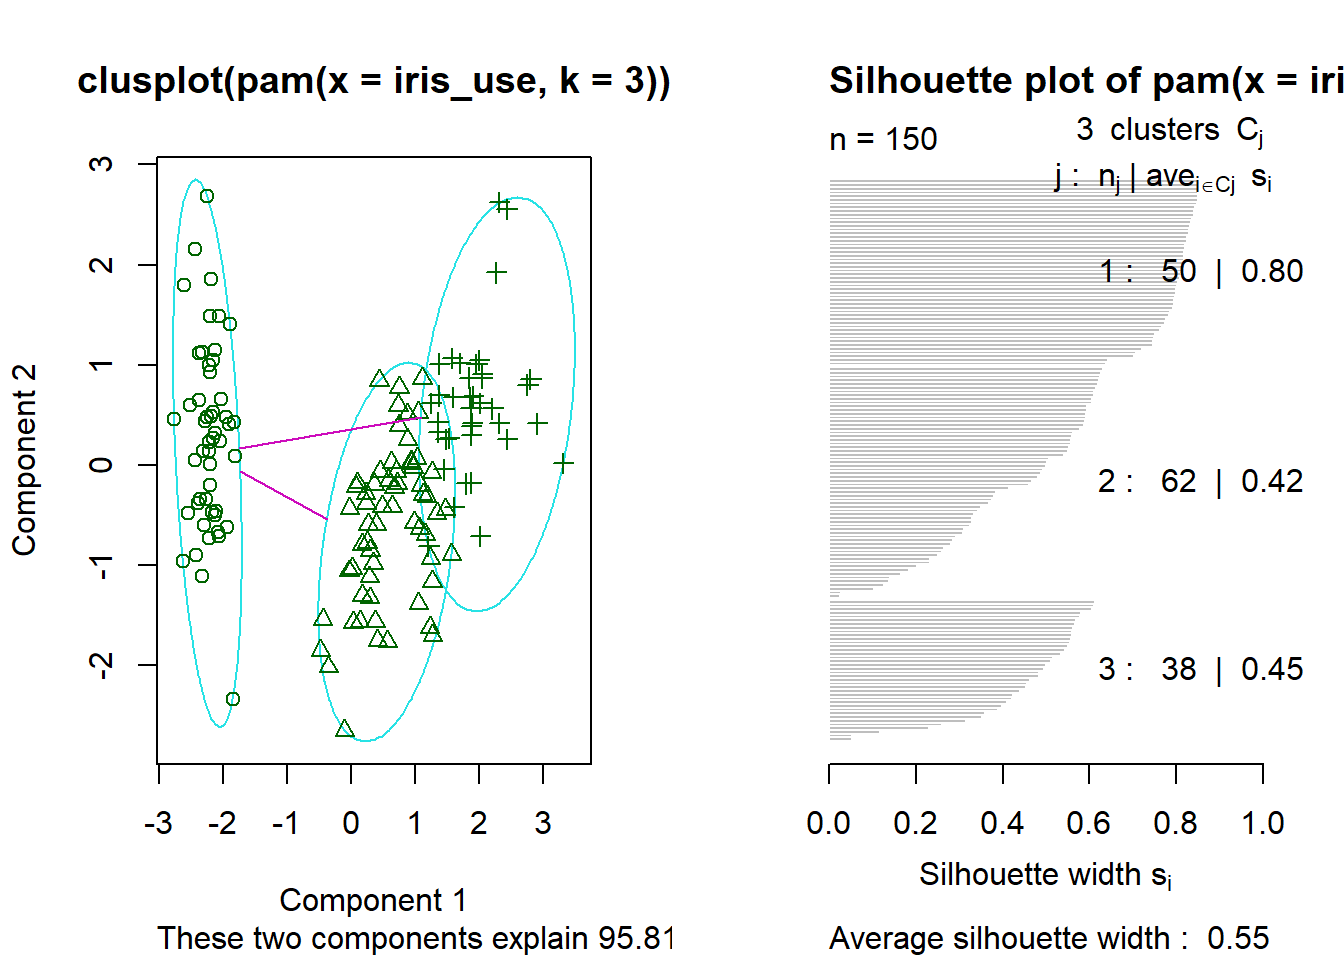 clusplot(pam(x = iris_use, k = 3))
3
2
1
0
-1
-2
Component 2
-3 -2 -1 0 1 2 3
Component 1
These two components explain 95.81
Silhouette plot of pam(x = iri
n = 150
3 clusters Cj
j : nj | avei∈Cj si
1 : 50 | 0.80
2 : 62 | 0.42
3 : 38 | 0.45
0.0 0.2 0.4 0.6 0.8 1.0
Silhouette width si
Average silhouette width : 0.55